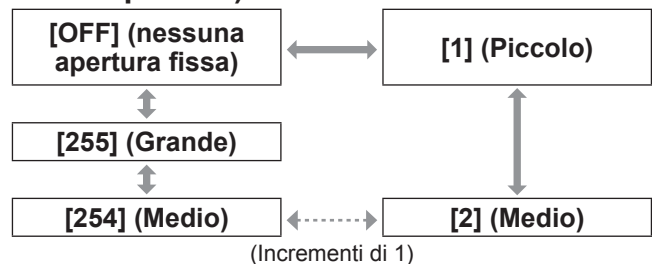 [OFF] (nessuna
apertura fissa)
[1] (Piccolo)
[255] (Grande)
[254] (Medio)
[2] (Medio)
(Incrementi di 1)